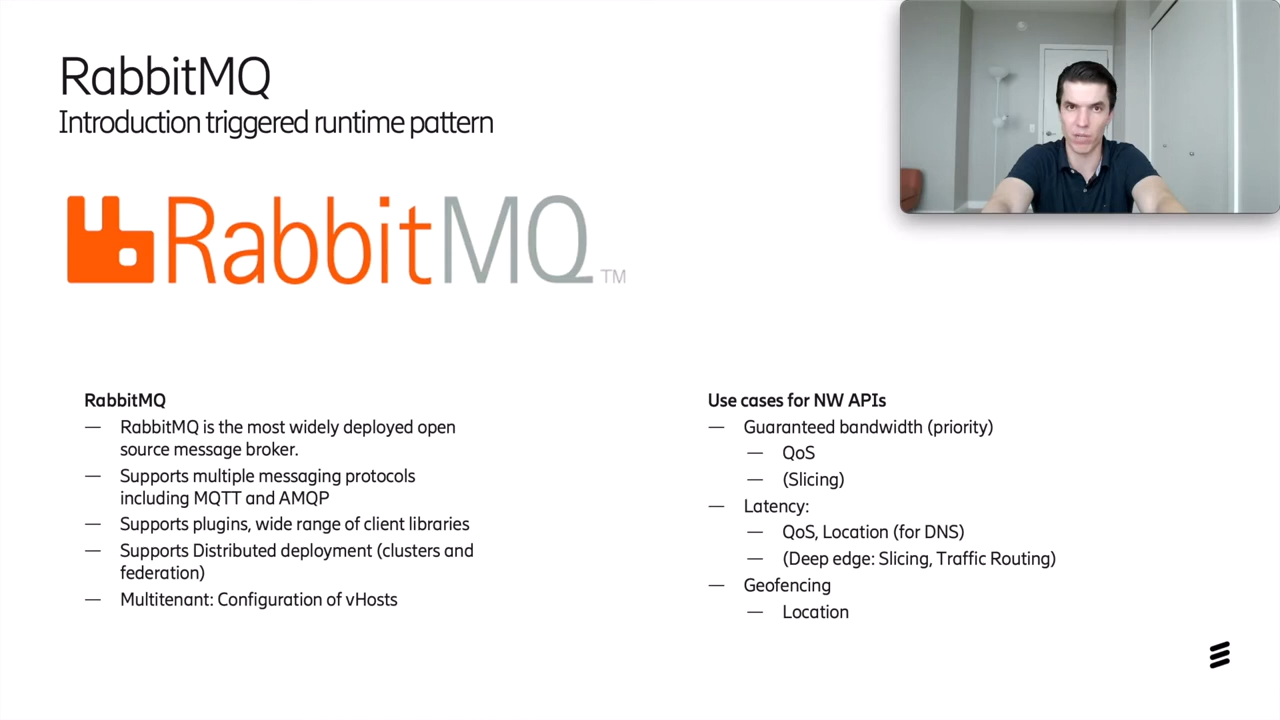 RabbitMQ
Introduction triggered runtime pattern
RabbitMQ TM
RabbitMQ
— RabbitMQ is the most widely deployed open
source message broker.
— Supports multiple messaging protocols
including MQTT and AMQP
— Supports plugins, wide range of client libraries
— Supports Distributed deployment (clusters and
federation)
— Multitenant: Configuration of vHosts
Use cases for NW APIs
— Guaranteed bandwidth (priority)
— QoS
— (Slicing)
— Latency:
— QoS, Location (for DNS)
— (Deep edge: Slicing, Traffic Routing)
— Geofencing
— Location